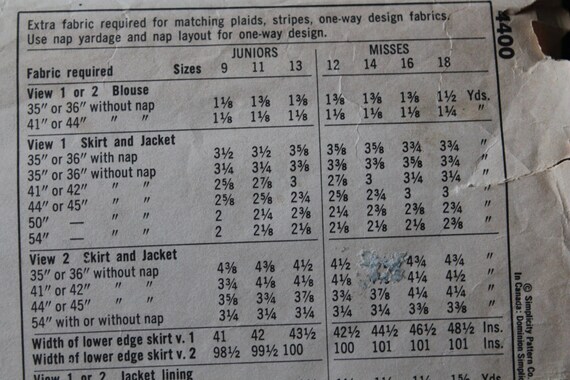 Extra fabric required for matching plaids, stripes, one-way design fabrics.
Use nap yardage and nap layout for one-way design.
4400
JUNIORS MISSES
Fabric required Sizes 9 11 13 12 14 16 18
View 1 or 2 Blouse
35" or 36" without nap 1⅛ 1⅜ 1⅜ 1⅜ 1⅜ 1⅜ 1½ Yds.
41" or 44" " " 1⅛ 1⅛ 1⅛ 1⅛ 1⅛ 1⅛ 1¼ "
View 1 Skirt and Jacket
35" or 36" with nap 3½ 3½ 3⅝ 3⅝ 3⅝ 3¾ 3¾ "
35" or 36" without nap 3¼ 3¼ 3⅜ 3⅜ 3⅜ 3⅝ 3¾ "
41" or 42" " " 2⅝ 2⅞ 3 2⅞ 3 3¼ 3¼ "
44" or 45" " " 2⅝ 2⅝ 2¾ 2⅝ 2¾ 3 3 "
50" — " 2 2¼ 2⅜ 2¼ 2⅜ 2⅝ 2¾ "
54" — " 2 2⅛ 2⅛ 2⅛ 2⅛ 2⅜ 2⅜ "
View 2 Skirt and Jacket
35" or 36" without nap 4⅜ 4⅜ 4½ 4½ 4¾ 4¾ "
41" or 42" " " 3¾ 4⅛ 4⅛ 4⅛ 4¼ 4½ "
44" or 45" " " 3⅝ 3¾ 3⅞ 3¾ 3⅞ 4¼ 4¼ "
54" with or without nap 3¼ 3¼ 3¼ 3¼ 3¼ 3⅜ 3⅜ "
Width of lower edge skirt v. 1 41 42 43½ 42½ 44½ 46½ 48½ Ins.
Width of lower edge skirt v. 2 98½ 99½ 100 100 101 101 101 Ins.
View 1 or 2 Jacket lining
© Simplicity Pattern Co.
In Canada: Dominion